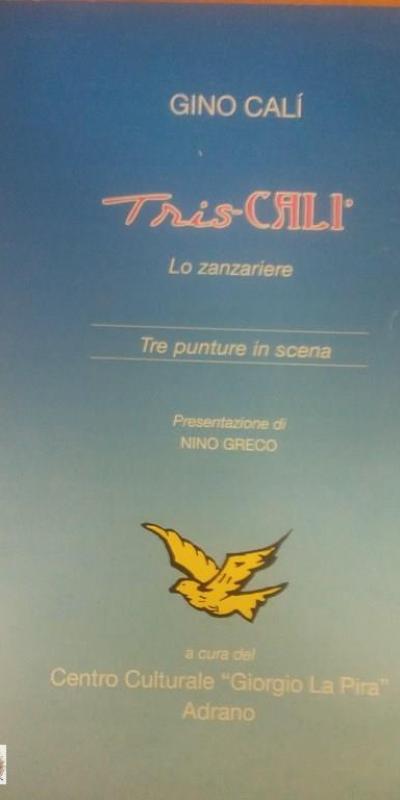 GINO CALÍ
Tris-CALI'
Lo zanzariere
Tre punture in scena
Presentazione di
NINO GRECO
a cura del
Centro Culturale "Giorgio La Pira"
Adrano